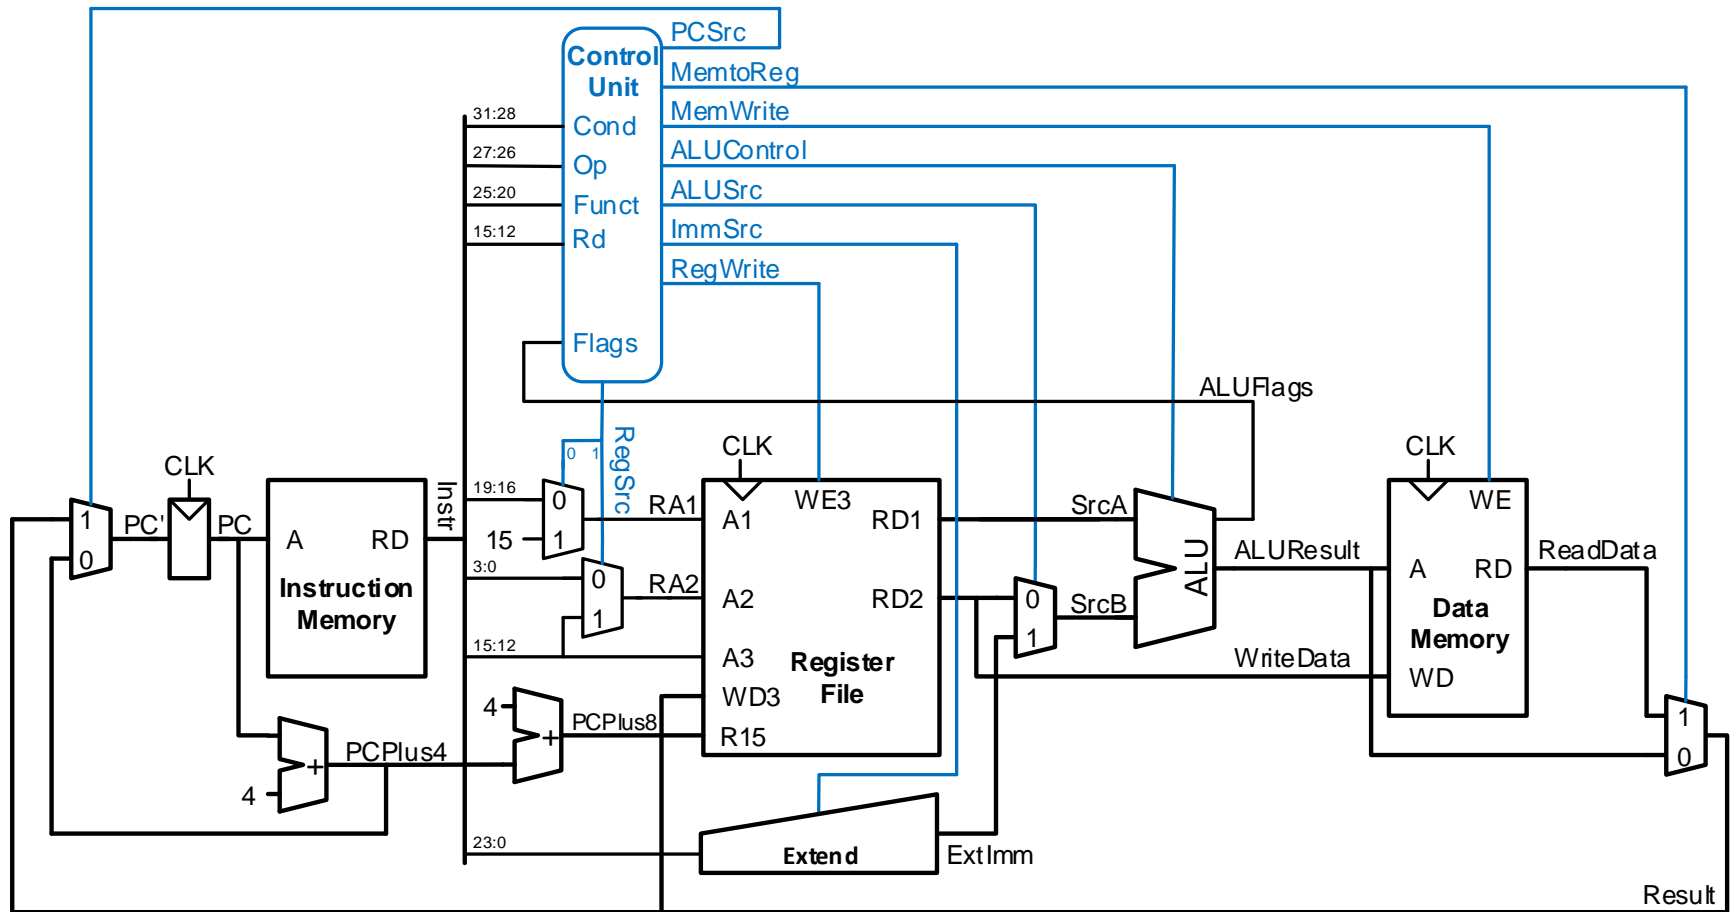 PCSrc
Control
Unit
MemtoReg
MemWrite
ALUControl
ALUSrc
ImmSrc
RegWrite
31:28
Cond
27:26
Op
25:20
Funct
15:12
Rd
Flags
ALUFlags
RegSrc
0 1
CLK
CLK
CLK
Instr
19:16
0
1
15
RA1
A1
WE3
RD1
SrcA
WE
1
0
PC'
PC
A
RD
Instruction
Memory
3:0
0
1
RA2
A2
RD2
0
1
SrcB
ALU
ALUResult
A
RD
ReadData
Data
Memory
15:12
A3
Register
File
WriteData
WD
WD3
4
+
PCPlus8
R15
1
0
PCPlus4
+
4
23:0
Extend
ExtImm
Result